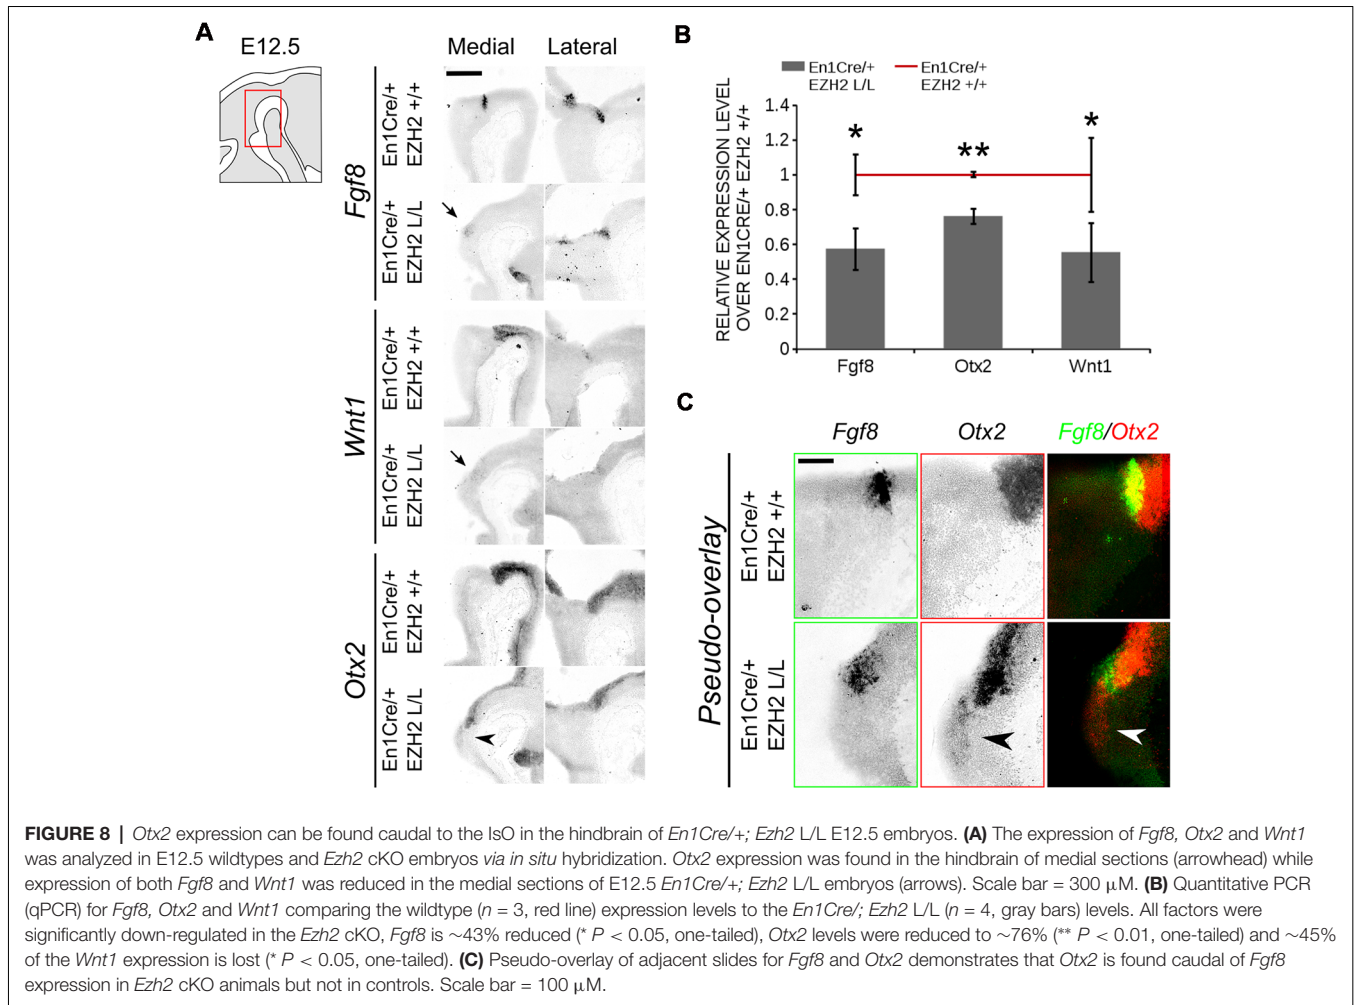 A
E12.5
Medial Lateral
Fgf8
En1Cre/+
EZH2 +/+
En1Cre/+
EZH2 L/L
Wnt1
En1Cre/+
EZH2 +/+
En1Cre/+
EZH2 L/L
Otx2
En1Cre/+
EZH2 +/+
En1Cre/+
EZH2 L/L
B
En1Cre/+
EZH2 L/L
En1Cre/+
EZH2 +/+
RELATIVE EXPRESSION LEVEL
OVER EN1CRE/+ EZH2 +/+
1.4
1.2
1
0.8
0.6
0.4
0.2
0
* ** *
Fgf8 Otx2 Wnt1
C
Fgf8 Otx2 Fgf8/Otx2
Pseudo-overlay
En1Cre/+
EZH2 +/+
En1Cre/+
EZH2 L/L
FIGURE 8 | Otx2 expression can be found caudal to the IsO in the hindbrain of En1Cre/+; Ezh2 L/L E12.5 embryos. (A) The expression of Fgf8, Otx2 and Wnt1
was analyzed in E12.5 wildtypes and Ezh2 cKO embryos via in situ hybridization. Otx2 expression was found in the hindbrain of medial sections (arrowhead) while
expression of both Fgf8 and Wnt1 was reduced in the medial sections of E12.5 En1Cre/+; Ezh2 L/L embryos (arrows). Scale bar = 300 μM. (B) Quantitative PCR
(qPCR) for Fgf8, Otx2 and Wnt1 comparing the wildtype (n = 3, red line) expression levels to the En1Cre/; Ezh2 L/L (n = 4, gray bars) levels. All factors were
significantly down-regulated in the Ezh2 cKO, Fgf8 is ~43% reduced (* P < 0.05, one-tailed), Otx2 levels were reduced to ~76% (** P < 0.01, one-tailed) and ~45%
of the Wnt1 expression is lost (* P < 0.05, one-tailed). (C) Pseudo-overlay of adjacent slides for Fgf8 and Otx2 demonstrates that Otx2 is found caudal of Fgf8
expression in Ezh2 cKO animals but not in controls. Scale bar = 100 μM.